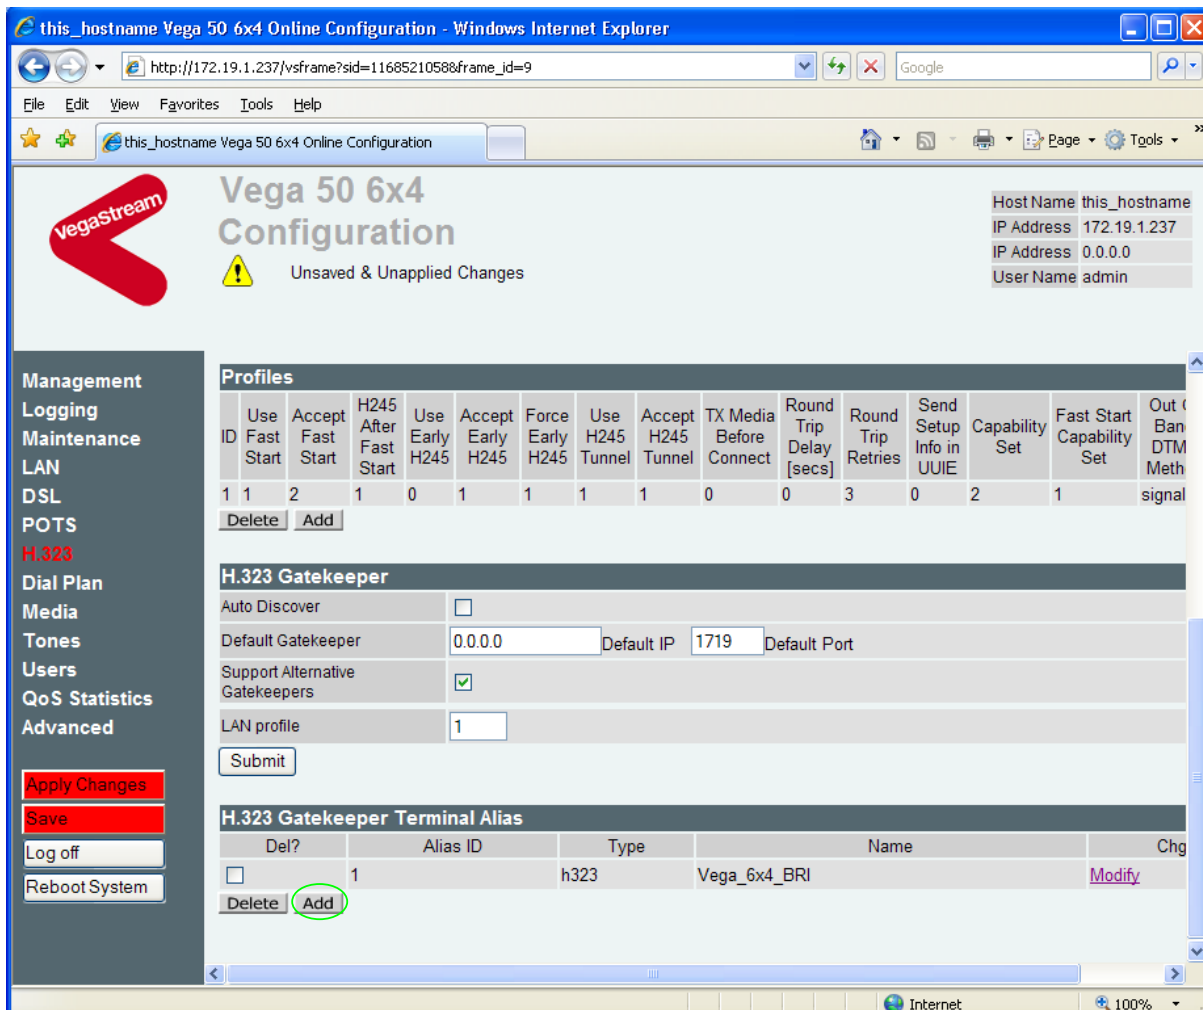 this_hostname Vega 50 6x4 Online Configuration - Windows Internet Explorer
http://172.19.1.237/vsframe?sid=1168521058&frame_id=9
Google
File Edit View Favorites Tools Help
this_hostname Vega 50 6x4 Online Configuration
Page Tools
VegaStream
Vega 50 6x4
Configuration
Unsaved & Unapplied Changes
Host Name this_hostname
IP Address 172.19.1.237
IP Address 0.0.0.0
User Name admin
Management
Logging
Maintenance
LAN
DSL
POTS
H.323
Dial Plan
Media
Tones
Users
QoS Statistics
Advanced
Apply Changes
Save
Log off
Reboot System
Profiles
ID Use Fast Start Accept Fast Start H245 After Fast Start Use Early H245 Accept Early H245 Force Early H245 Use H245 Tunnel Accept H245 Tunnel TX Media Before Connect Round Trip Delay [secs] Round Trip Retries Send Setup Info in UUIE Capability Set Fast Start Capability Set Out Ban DTM Meth
1 1 2 1 0 1 1 1 1 0 0 3 0 2 1 signal
Delete Add
H.323 Gatekeeper
Auto Discover
Default Gatekeeper 0.0.0.0 Default IP 1719 Default Port
Support Alternative
Gatekeepers
LAN profile 1
Submit
H.323 Gatekeeper Terminal Alias
Del? Alias ID Type Name Chg
1 h323 Vega_6x4_BRI Modify
Delete Add
Internet 100%